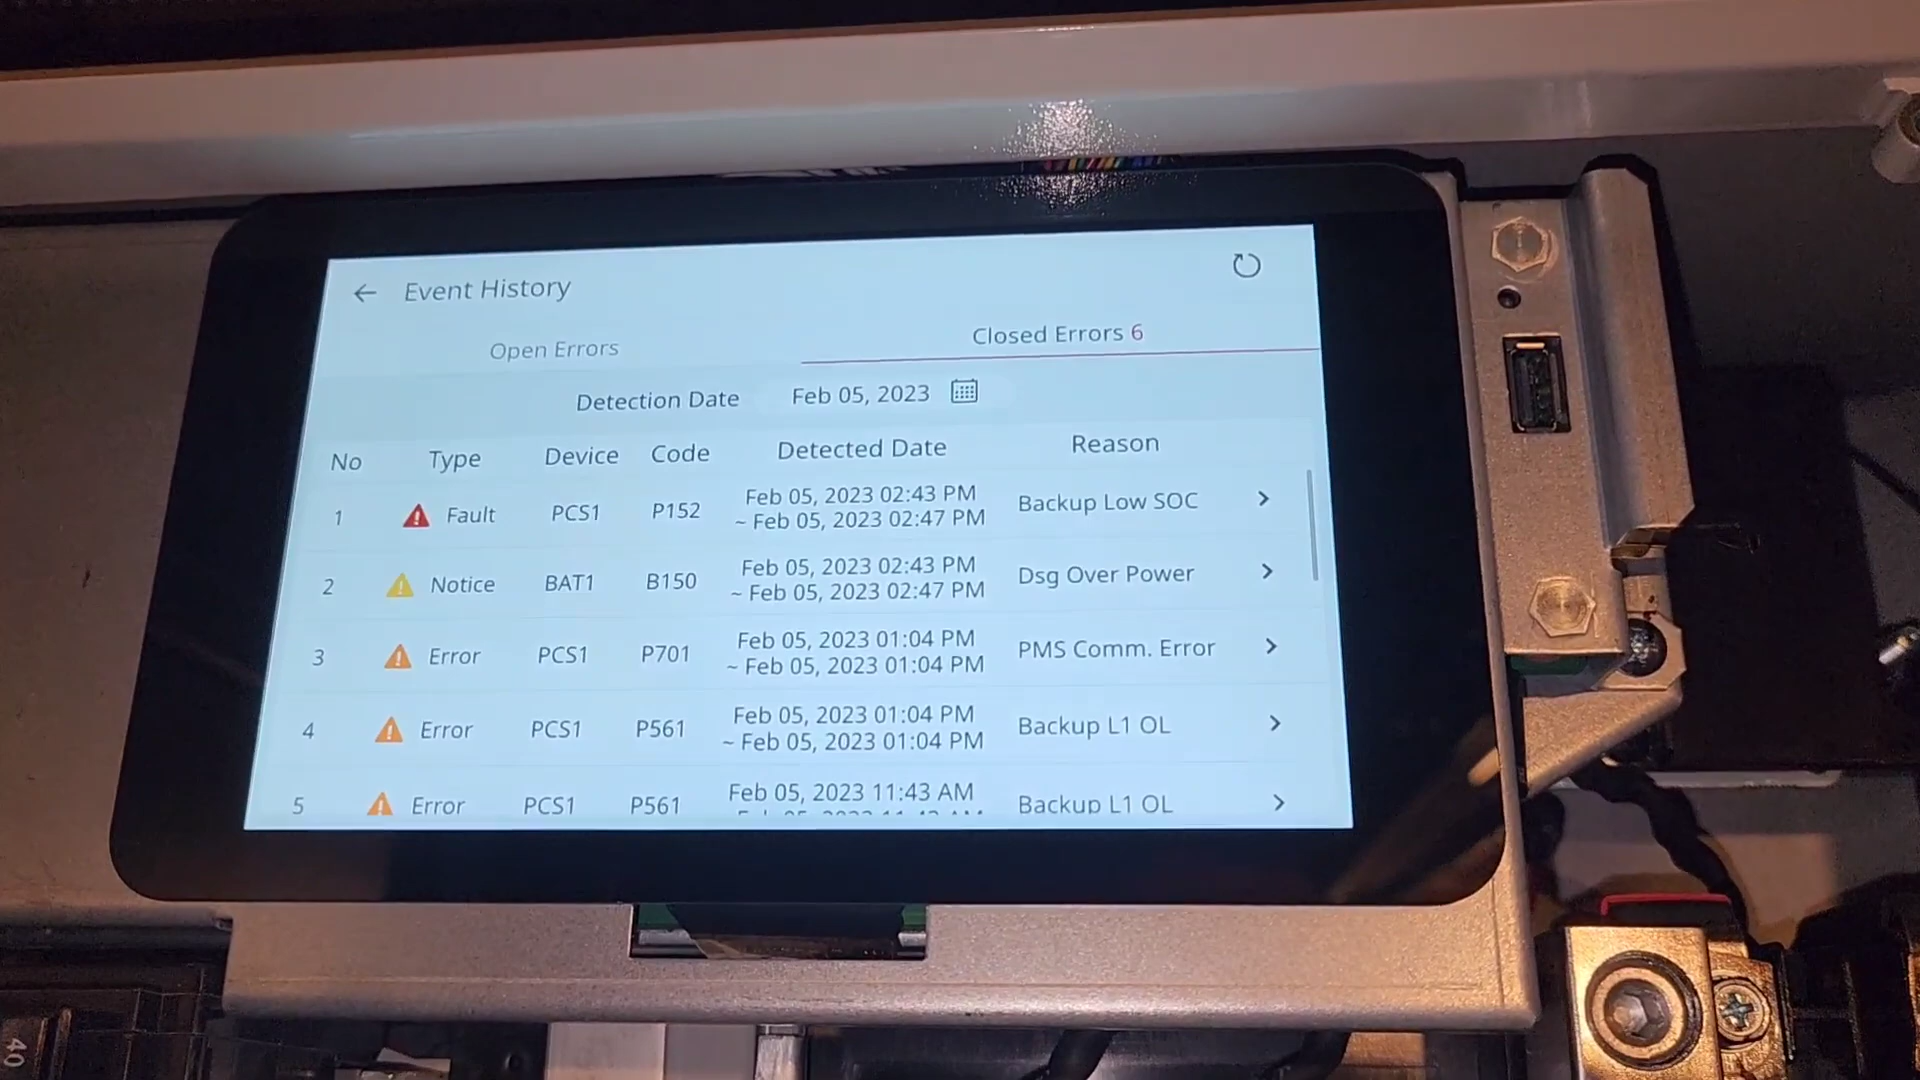 ← Event History
Open Errors
Closed Errors 6
Detection Date Feb 05, 2023
No Type Device Code Detected Date Reason
1 Fault PCS1 P152 Feb 05, 2023 02:43 PM Backup Low SOC >
~ Feb 05, 2023 02:47 PM
2 Notice BAT1 B150 Feb 05, 2023 02:43 PM Dsg Over Power >
~ Feb 05, 2023 02:47 PM
3 Error PCS1 P701 Feb 05, 2023 01:04 PM PMS Comm. Error >
~ Feb 05, 2023 01:04 PM
4 Error PCS1 P561 Feb 05, 2023 01:04 PM Backup L1 OL >
~ Feb 05, 2023 01:04 PM
5 Error PCS1 P561 Feb 05, 2023 11:43 AM Backup L1 OL >
40